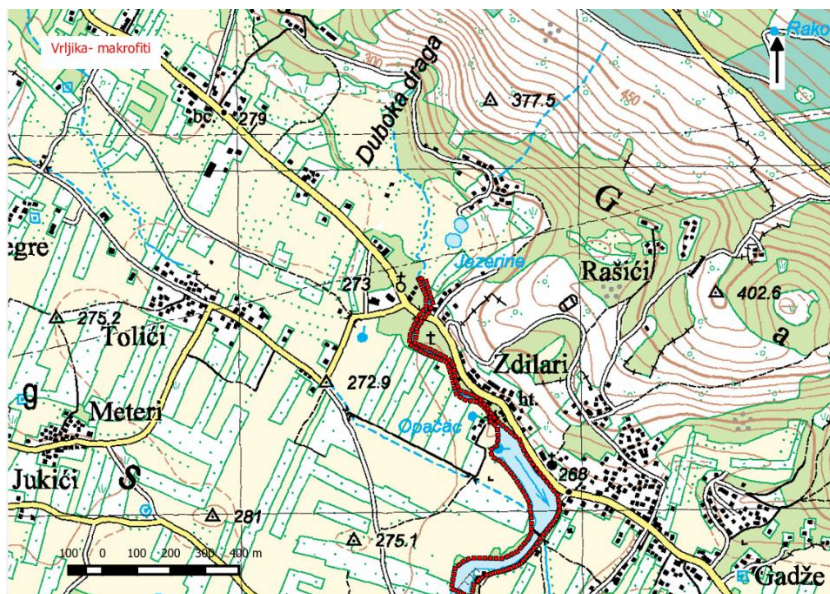 Vrljika- makrofiti
Rako
300
377.5
450
Duboka draga
bc
279
G
egre
Jezerine
Rašići
273
402.6
275.2
Tolići
a
Zdilari
272.9
ht.
g
Meteri
Opačac
Jukići
S
268
281
275.1
100 0 100 200 300 400 m
Gadže